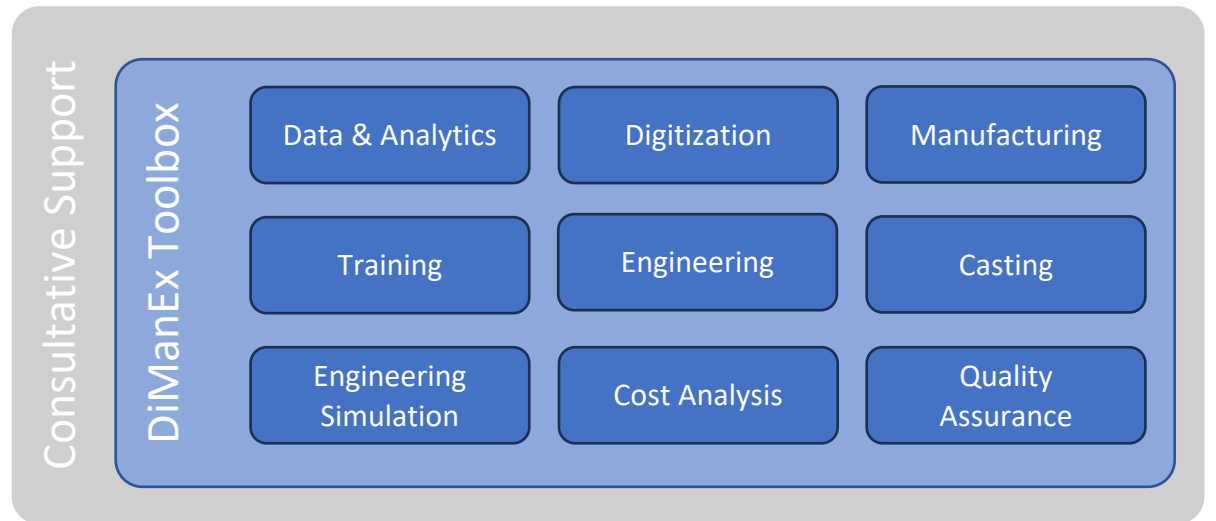 Consultative Support
DiManEx Toolbox
Data & Analytics
Digitization
Manufacturing
Training
Engineering
Casting
Engineering
Simulation
Cost Analysis
Quality
Assurance